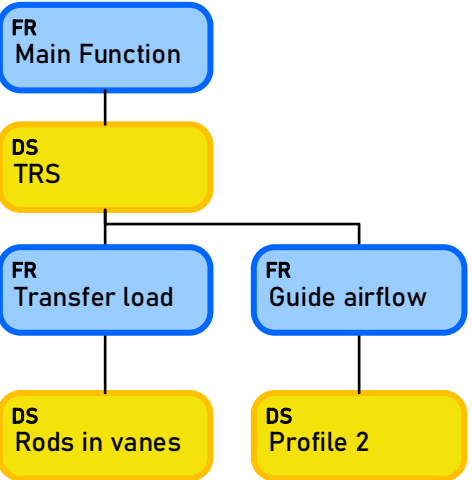 FR
Main Function
DS
TRS
FR
Transfer load
FR
Guide airflow
DS
Rods in vanes
DS
Profile 2